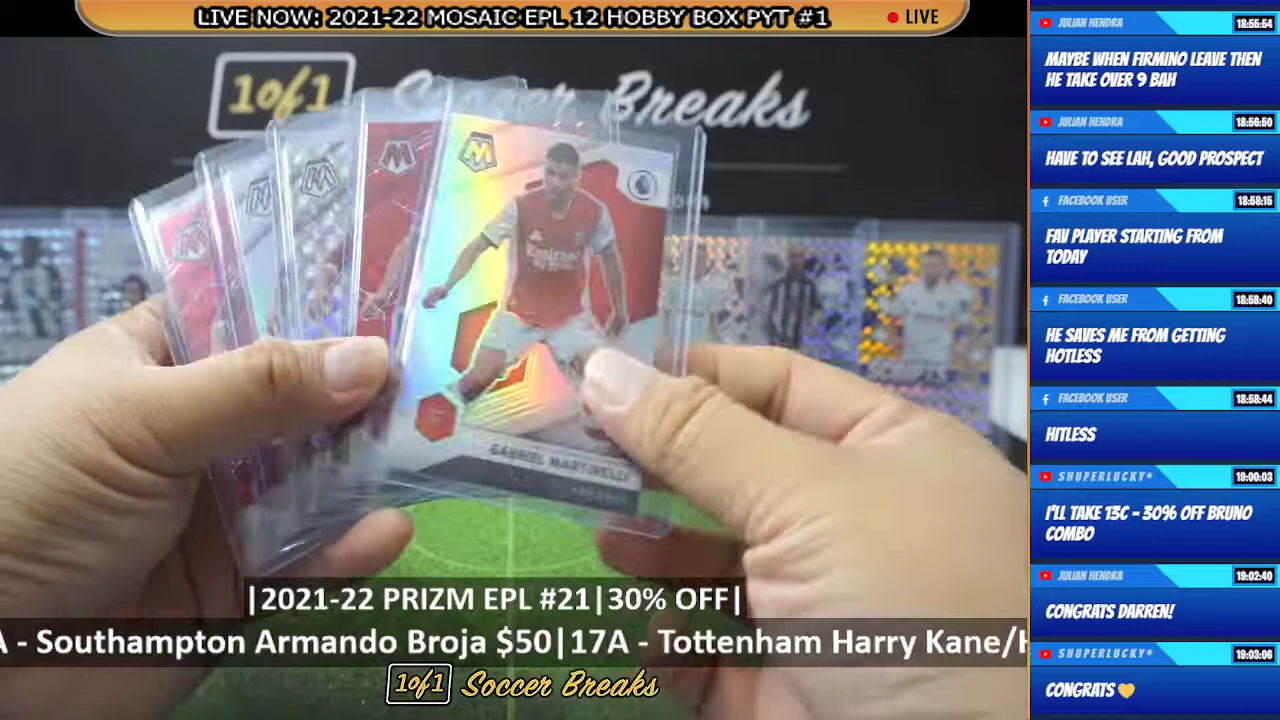 LIVE NOW: 2021-22 MOSAIC EPL 12 HOBBY BOX PYT #1
LIVE
1of1 Soccer Breaks
GABRIEL MARTINELLI
|2021-22 PRIZM EPL #21|30% OFF|
A - Southampton Armando Broja $50|17A - Tottenham Harry Kane/H
1of1 Soccer Breaks
JULIAN HENDRA 18:55:54
MAYBE WHEN FIRMINO LEAVE THEN
HE TAKE OVER 9 BAH
JULIAN HENDRA 18:56:50
HAVE TO SEE LAH, GOOD PROSPECT
FACEBOOK USER 18:58:15
FAV PLAYER STARTING FROM
TODAY
FACEBOOK USER 18:58:40
HE SAVES ME FROM GETTING
HOTLESS
FACEBOOK USER 18:58:44
HITLESS
SHUPERLUCKY* 19:00:03
I'LL TAKE 13C - 30% OFF BRUNO
COMBO
JULIAN HENDRA 19:02:40
CONGRATS DARREN!
SHUPERLUCKY* 19:03:06
CONGRATS 💛